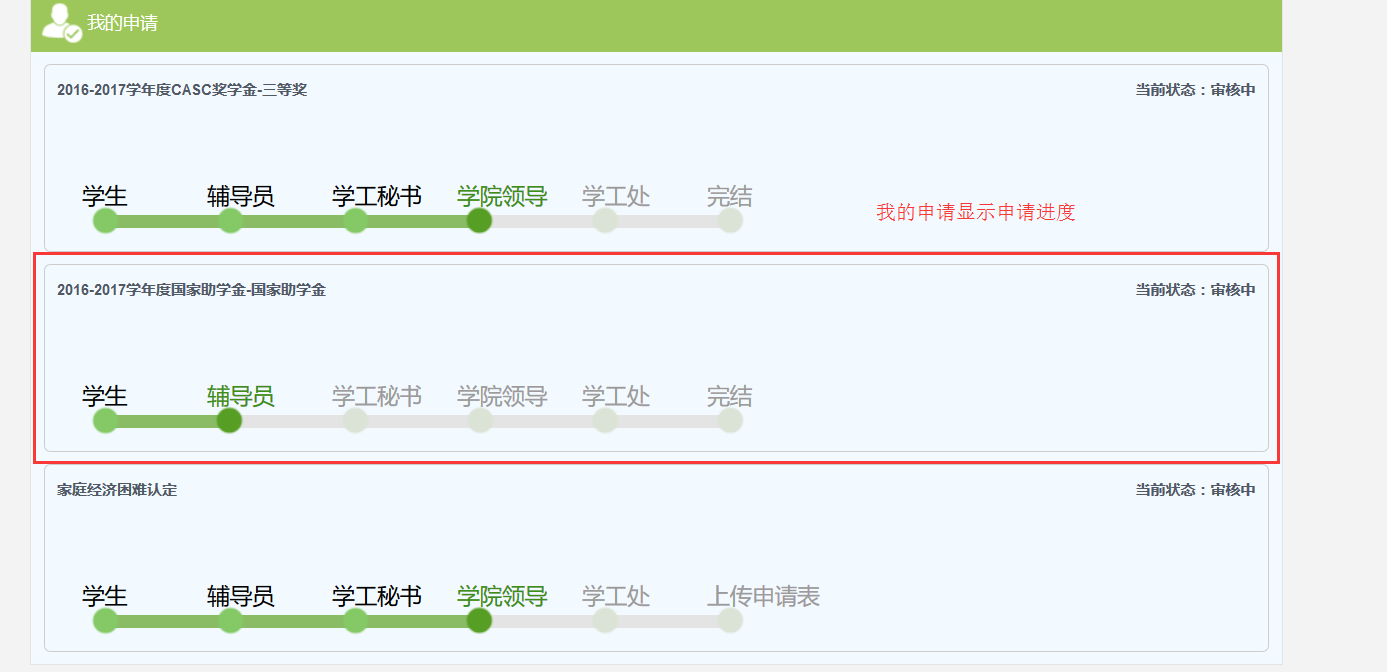 我的申请
2016-2017学年度CASC奖学金-三等奖 当前状态：审核中
学生 辅导员 学工秘书 学院领导 学工处 完结
我的申请显示申请进度
2016-2017学年度国家助学金-国家助学金 当前状态：审核中
学生 辅导员 学工秘书 学院领导 学工处 完结
家庭经济困难认定 当前状态：审核中
学生 辅导员 学工秘书 学院领导 学工处 上传申请表